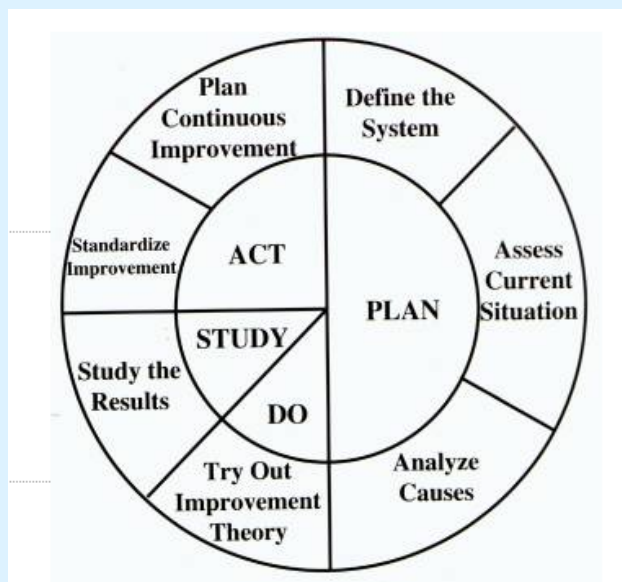 Plan
Continuous
Improvement
Define the
System
Standardize
Improvement
ACT
PLAN
Assess
Current
Situation
STUDY
Study the
Results
DO
Try Out
Improvement
Theory
Analyze
Causes